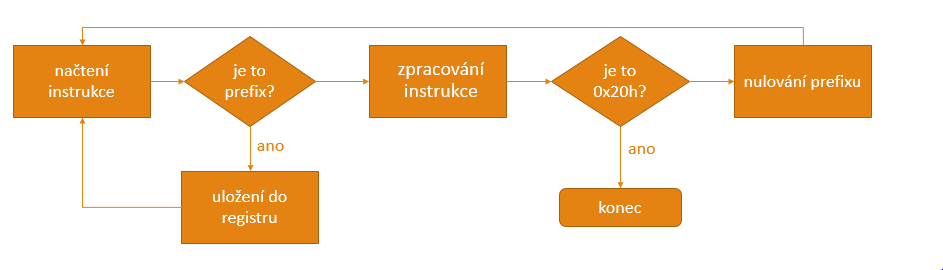 načtení
instrukce
je to
prefix?
ano
uložení do
registru
zpracování
instrukce
je to
0x20h?
ano
konec
nulování prefixu